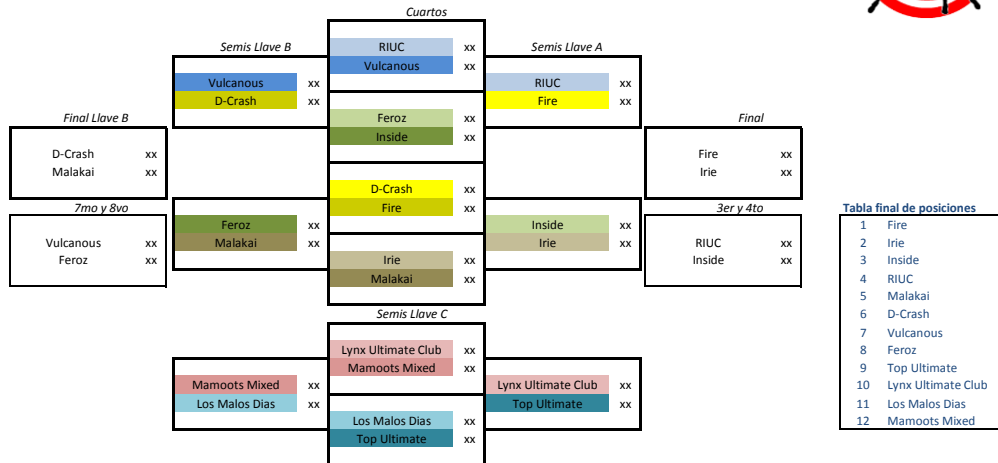 Cuartos
Semis Llave B
RIUC xx
Semis Llave A
Vulcanous xx
Vulcanous xx
RIUC xx
D-Crash xx
Fire xx
Final Llave B
Feroz xx
Final
Inside xx
D-Crash xx
Fire xx
Malakai xx
Irie xx
D-Crash xx
7mo y 8vo
Fire xx
3er y 4to
Tabla final de posiciones
Feroz xx
Inside xx
1 Fire
Vulcanous xx
Malakai xx
Irie xx
RIUC xx
2 Irie
Feroz xx
Irie xx
Inside xx
3 Inside
Malakai xx
4 RIUC
5 Malakai
6 D-Crash
Semis Llave C
7 Vulcanous
8 Feroz
Lynx Ultimate Club xx
9 Top Ultimate
Mamoots Mixed xx
10 Lynx Ultimate Club
Mamoots Mixed xx
Lynx Ultimate Club xx
11 Los Malos Dias
Los Malos Dias xx
Top Ultimate xx
12 Mamoots Mixed
Los Malos Dias xx
Top Ultimate xx